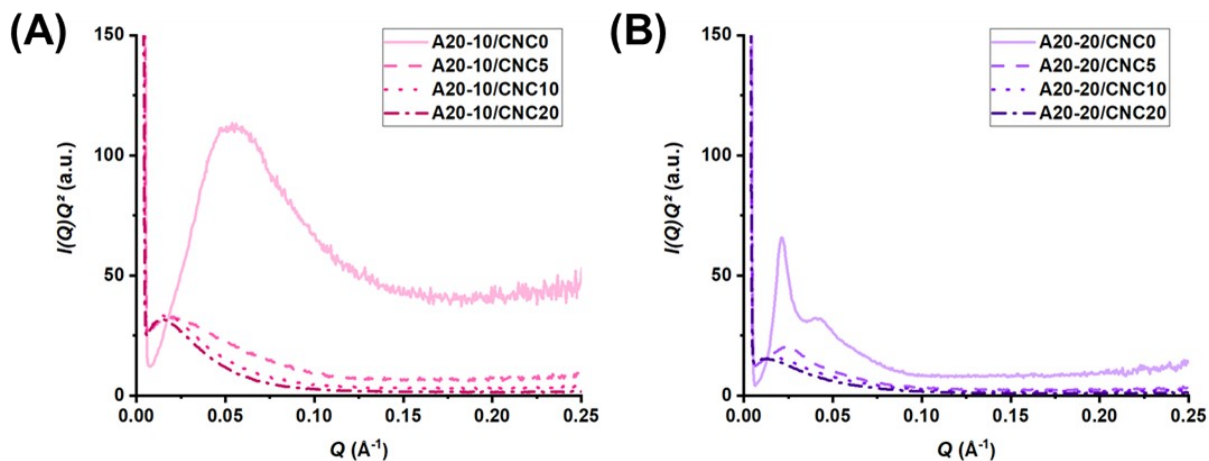 (A)
150
100
50
0
I(Q)Q² (a.u.)
A20-10/CNC0
A20-10/CNC5
A20-10/CNC10
A20-10/CNC20
0.00 0.05 0.10 0.15 0.20 0.25
Q (Å⁻¹)
(B)
150
100
50
0
I(Q)Q² (a.u.)
A20-20/CNC0
A20-20/CNC5
A20-20/CNC10
A20-20/CNC20
0.00 0.05 0.10 0.15 0.20 0.25
Q (Å⁻¹)